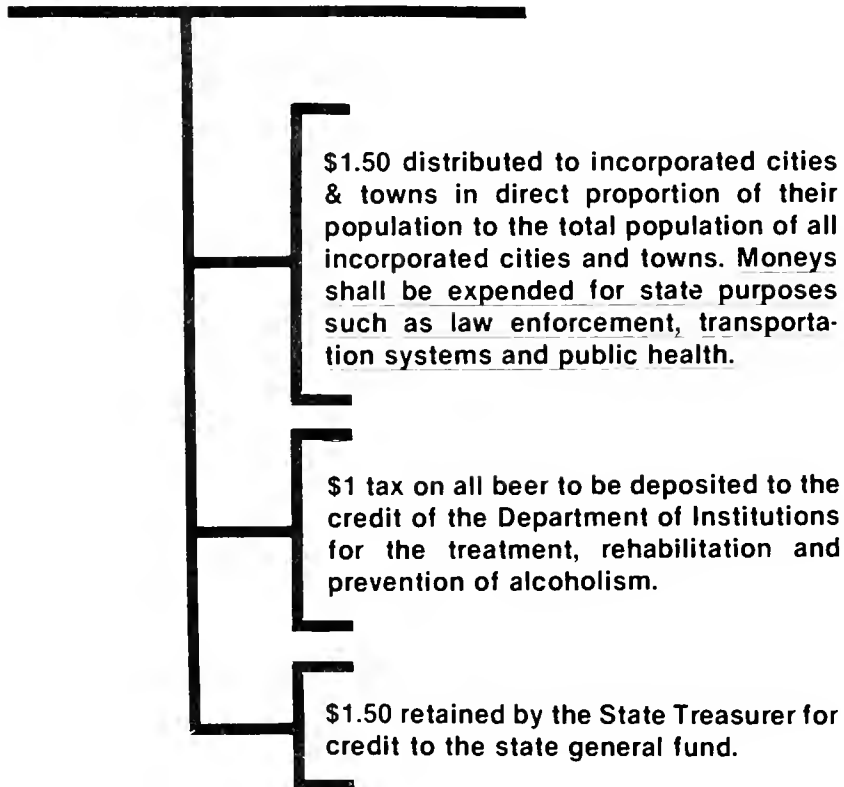 $1.50 distributed to incorporated cities
& towns in direct proportion of their
population to the total population of all
incorporated cities and towns. Moneys
shall be expended for state purposes
such as law enforcement, transporta-
tion systems and public health.
$1 tax on all beer to be deposited to the
credit of the Department of Institutions
for the treatment, rehabilitation and
prevention of alcoholism.
$1.50 retained by the State Treasurer for
credit to the state general fund.